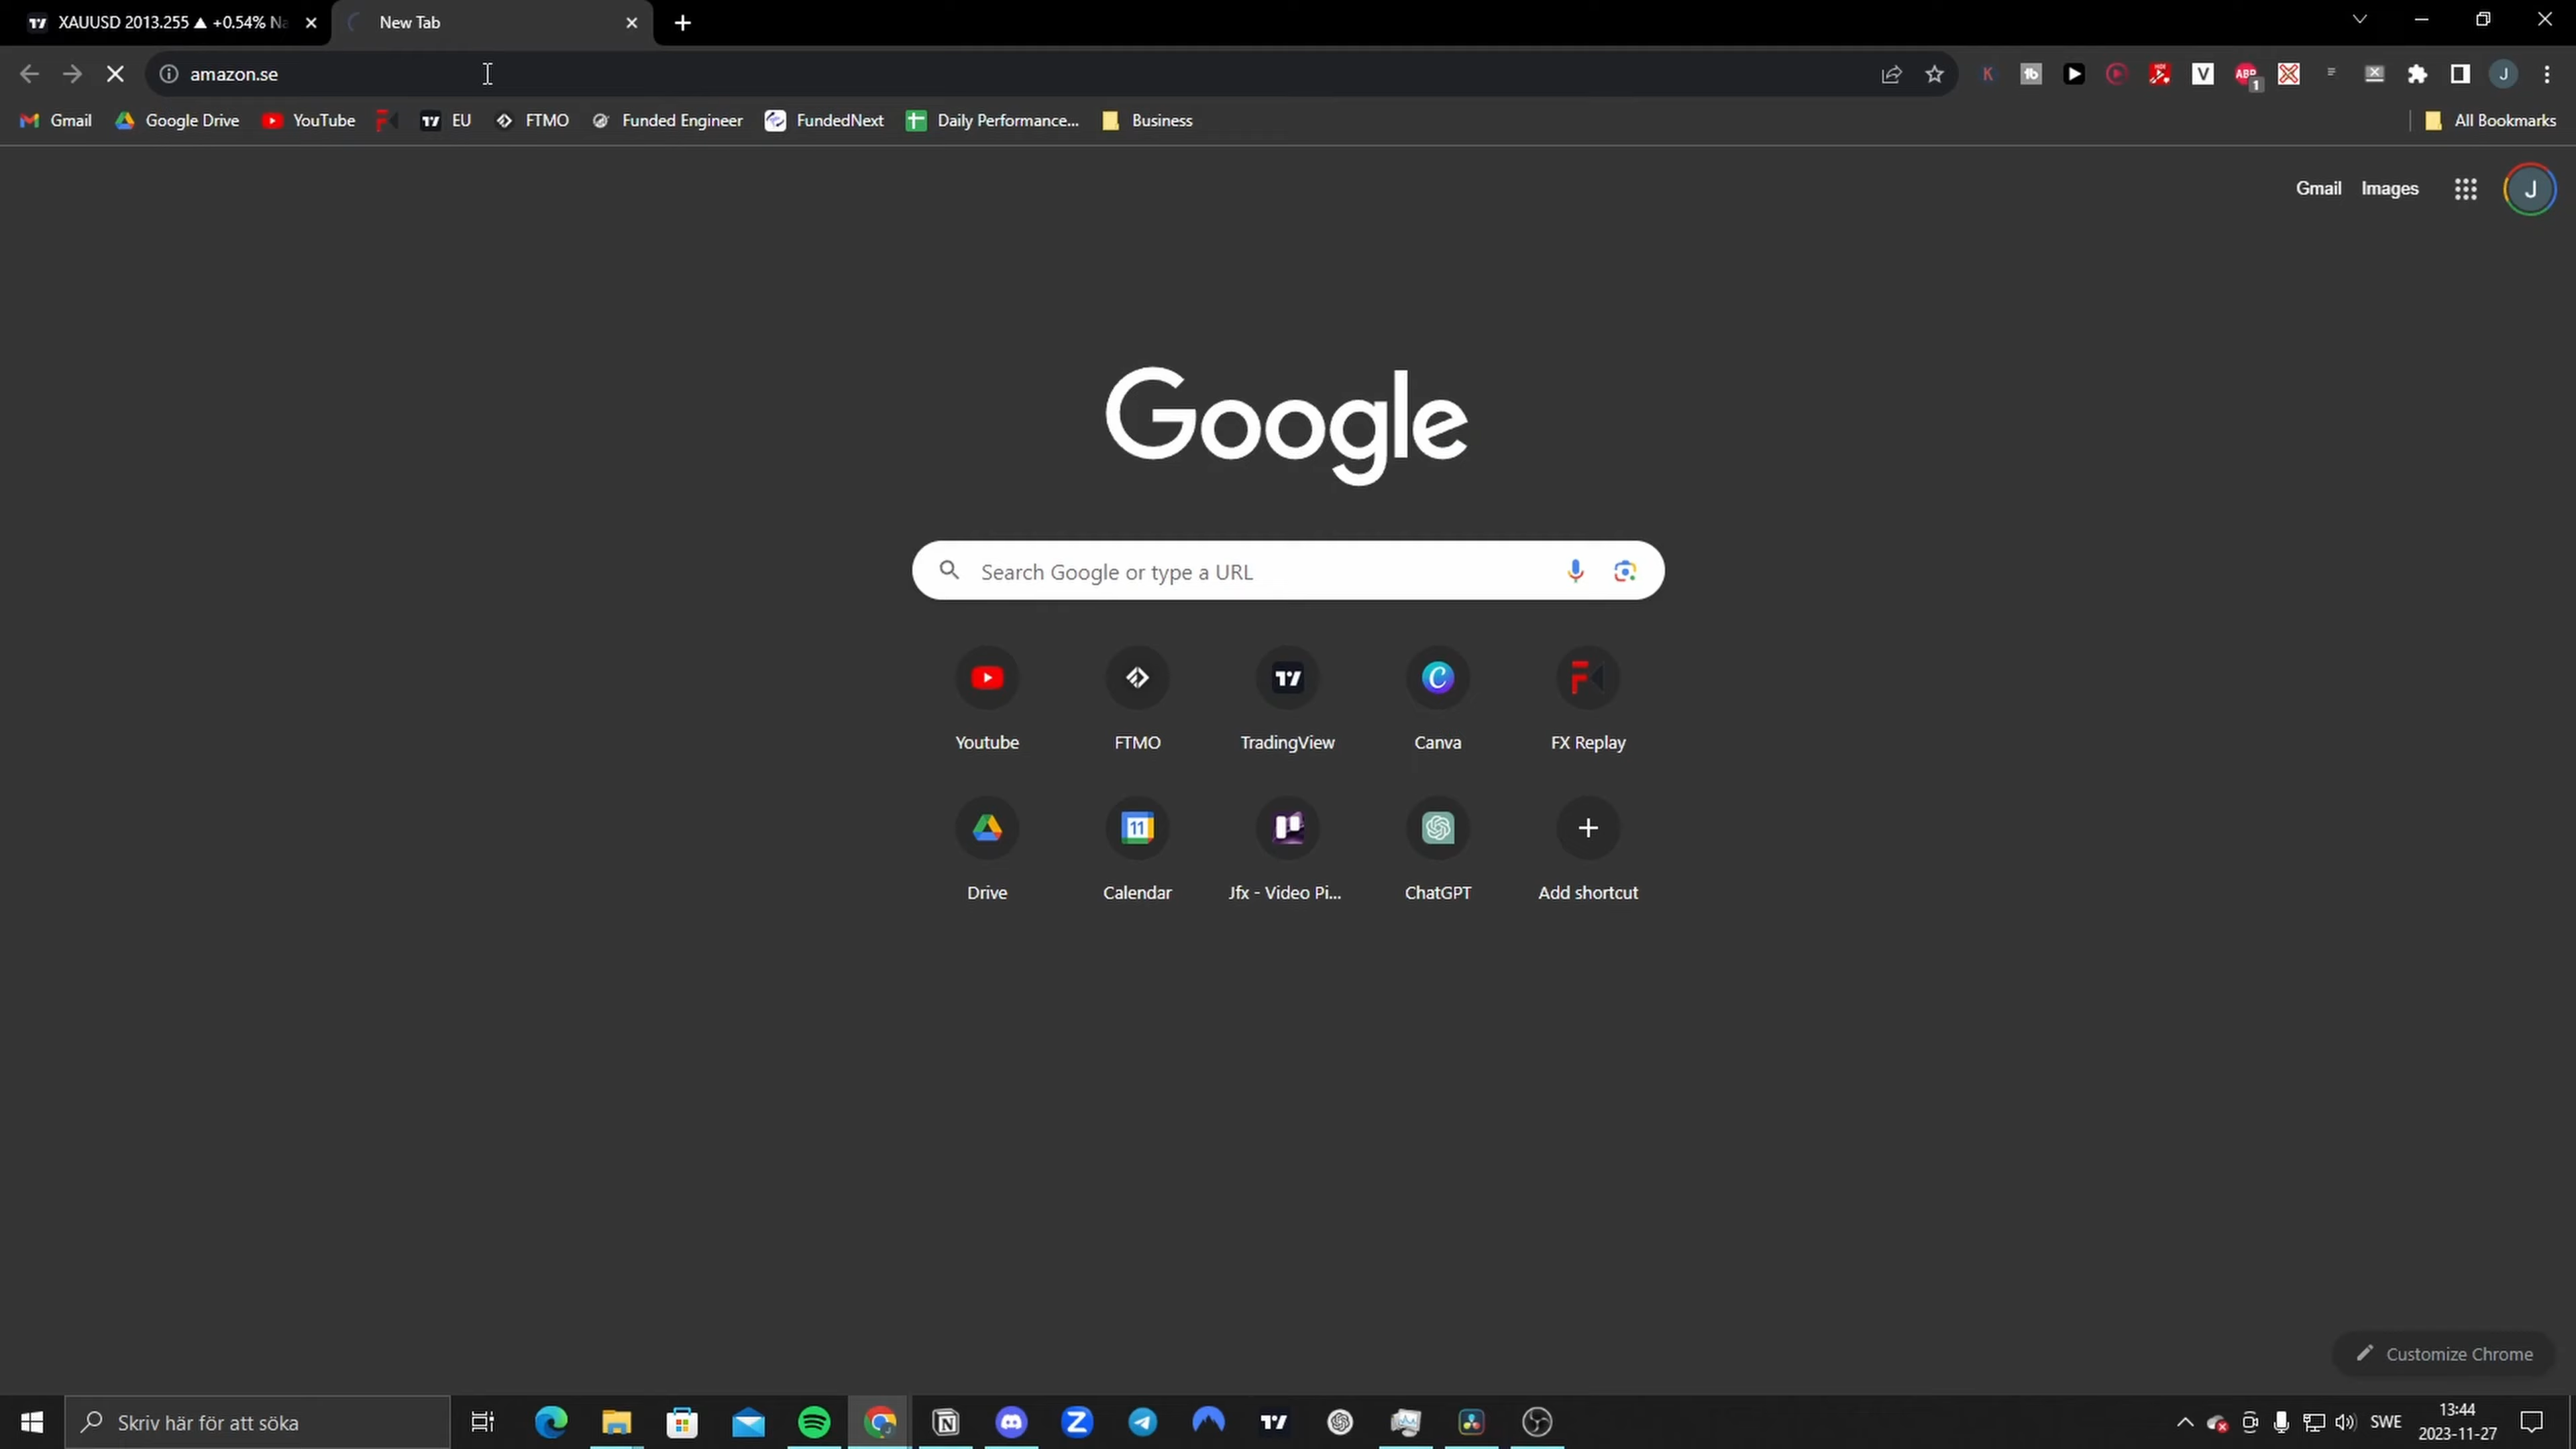 XAUUSD 2013.255 ▲ +0.54% Na
New Tab
amazon.se
Gmail Google Drive YouTube EU FTMO Funded Engineer FundedNext Daily Performance... Business All Bookmarks
Gmail Images J
Google
Search Google or type a URL
Youtube FTMO TradingView Canva FX Replay
Drive Calendar Jfx - Video Pi... ChatGPT Add shortcut
Customize Chrome
Skriv här för att söka
SWE
13:44
2023-11-27